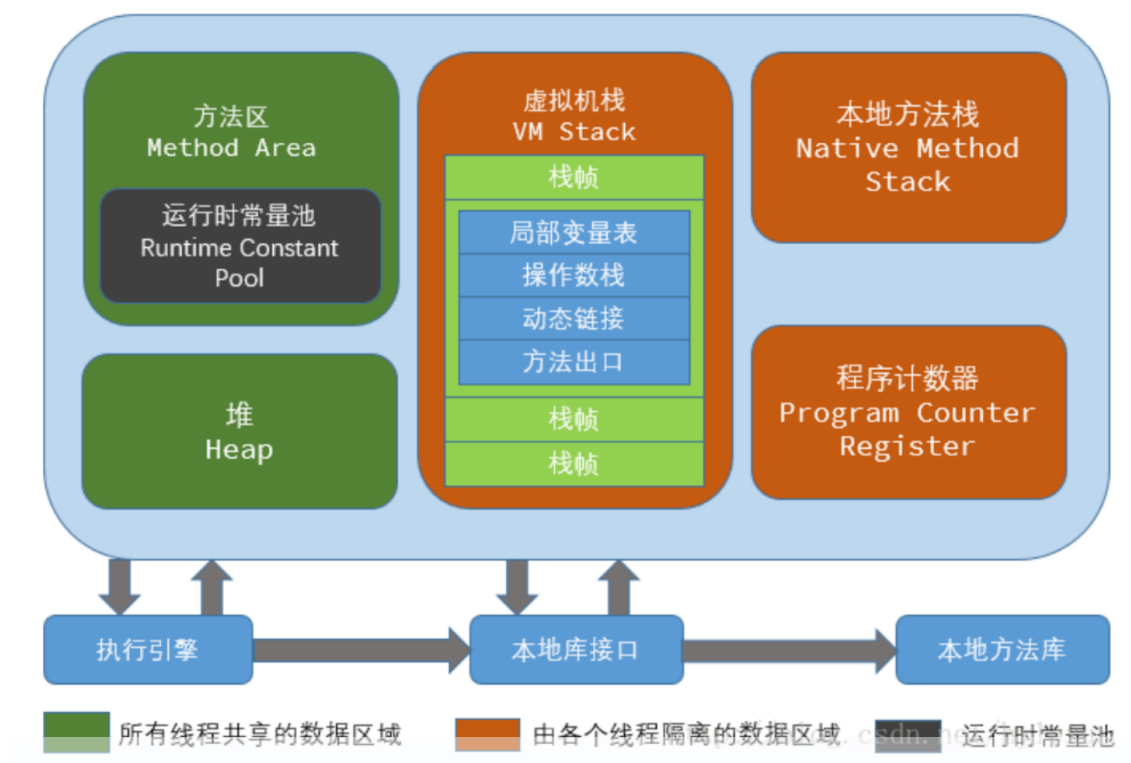 方法区
Method Area
运行时常量池
Runtime Constant
Pool
堆
Heap
虚拟机栈
VM Stack
栈帧
局部变量表
操作数栈
动态链接
方法出口
栈帧
栈帧
本地方法栈
Native Method
Stack
程序计数器
Program Counter
Register
执行引擎
本地库接口
本地方法库
所有线程共享的数据区域
由各个线程隔离的数据区域
运行时常量池